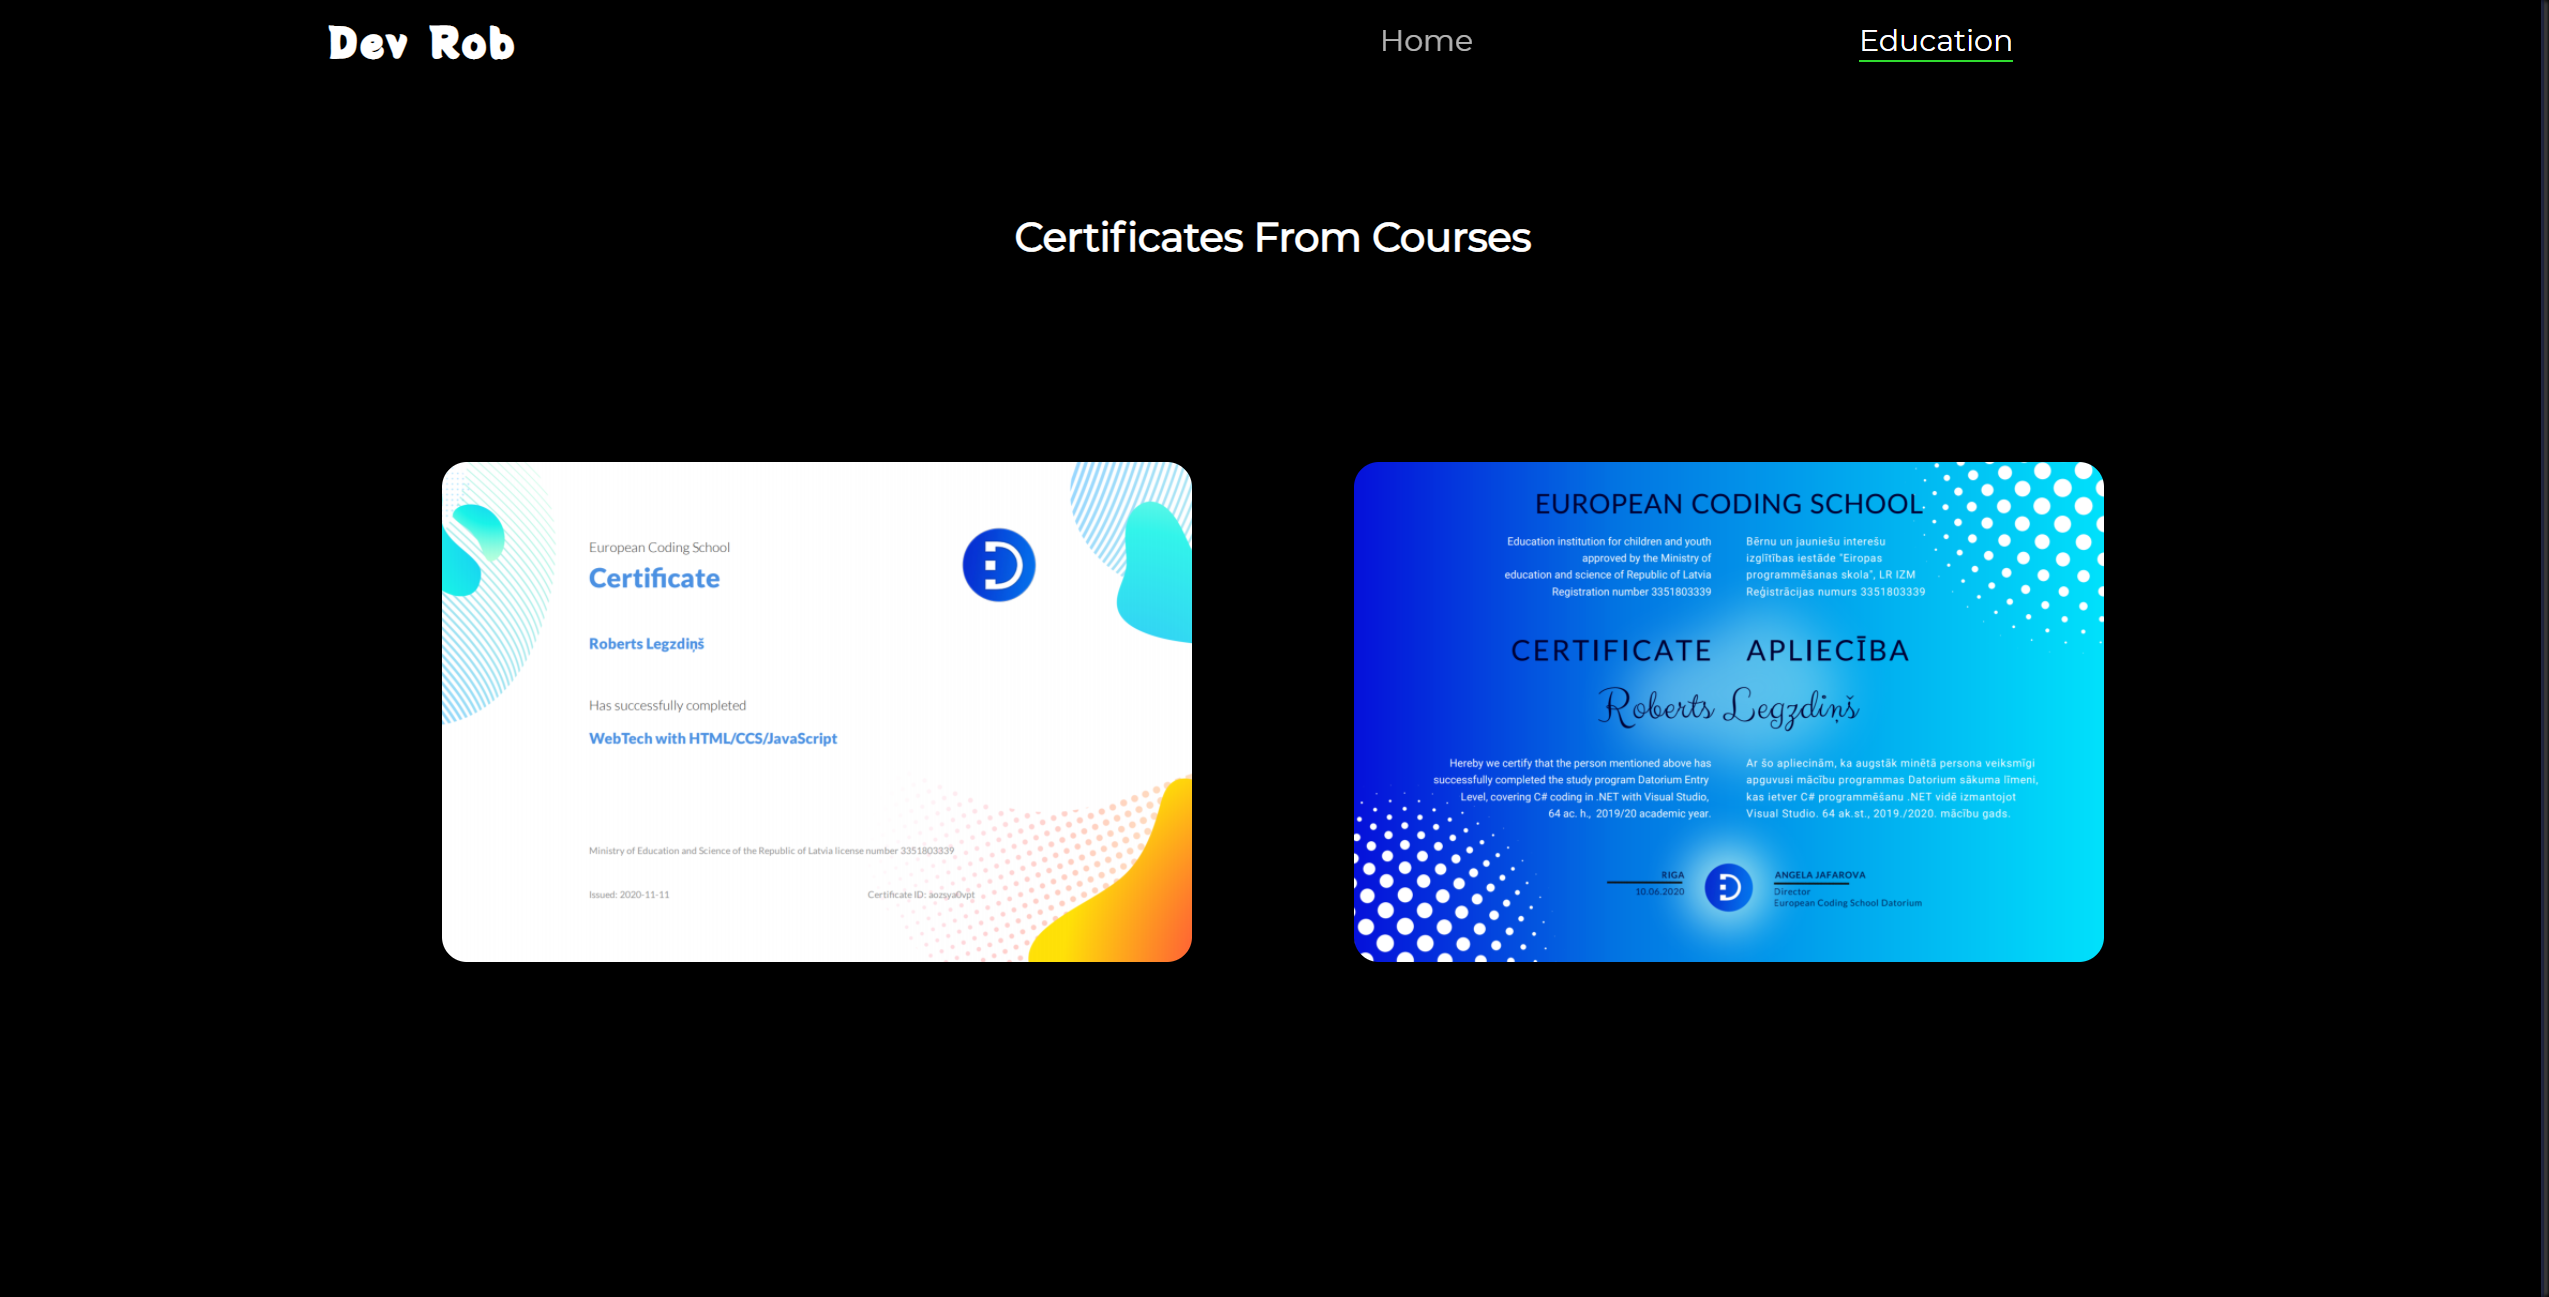 Dev Rob
Home
Education
Certificates From Courses
European Coding School
Certificate
Roberts Legzdiņš
Has successfully completed
WebTech with HTML/CCS/JavaScript
Ministry of Education and Science of the Republic of Latvia license number 3351803339
Issued: 2020-11-11
Certificate ID: aozsya0vpt
EUROPEAN CODING SCHOOL
Education institution for children and youth
approved by the Ministry of
education and science of Republic of Latvia
Registration number 3351803339
Bērnu un jauniešu interešu
izglītības iestāde "Eiropas
programmēšanas skola", LR IZM
Reģistrācijas numurs 3351803339
CERTIFICATE
APLIECĪBA
Roberts Legzdiņš
Hereby we certify that the person mentioned above has
successfully completed the study program Datorium Entry
Level, covering C# coding in .NET with Visual Studio,
64 ac. h., 2019/20 academic year.
Ar šo apliecinām, ka augstāk minētā persona veiksmīgi
apguvusi mācību programmas Datorium sākuma līmeni,
kas ietver C# programmēšanu .NET vidē izmantojot
Visual Studio. 64 ak.st., 2019./2020. mācību gads.
RIGA
10.06.2020
ANGELA JAFAROVA
Director
European Coding School Datorium